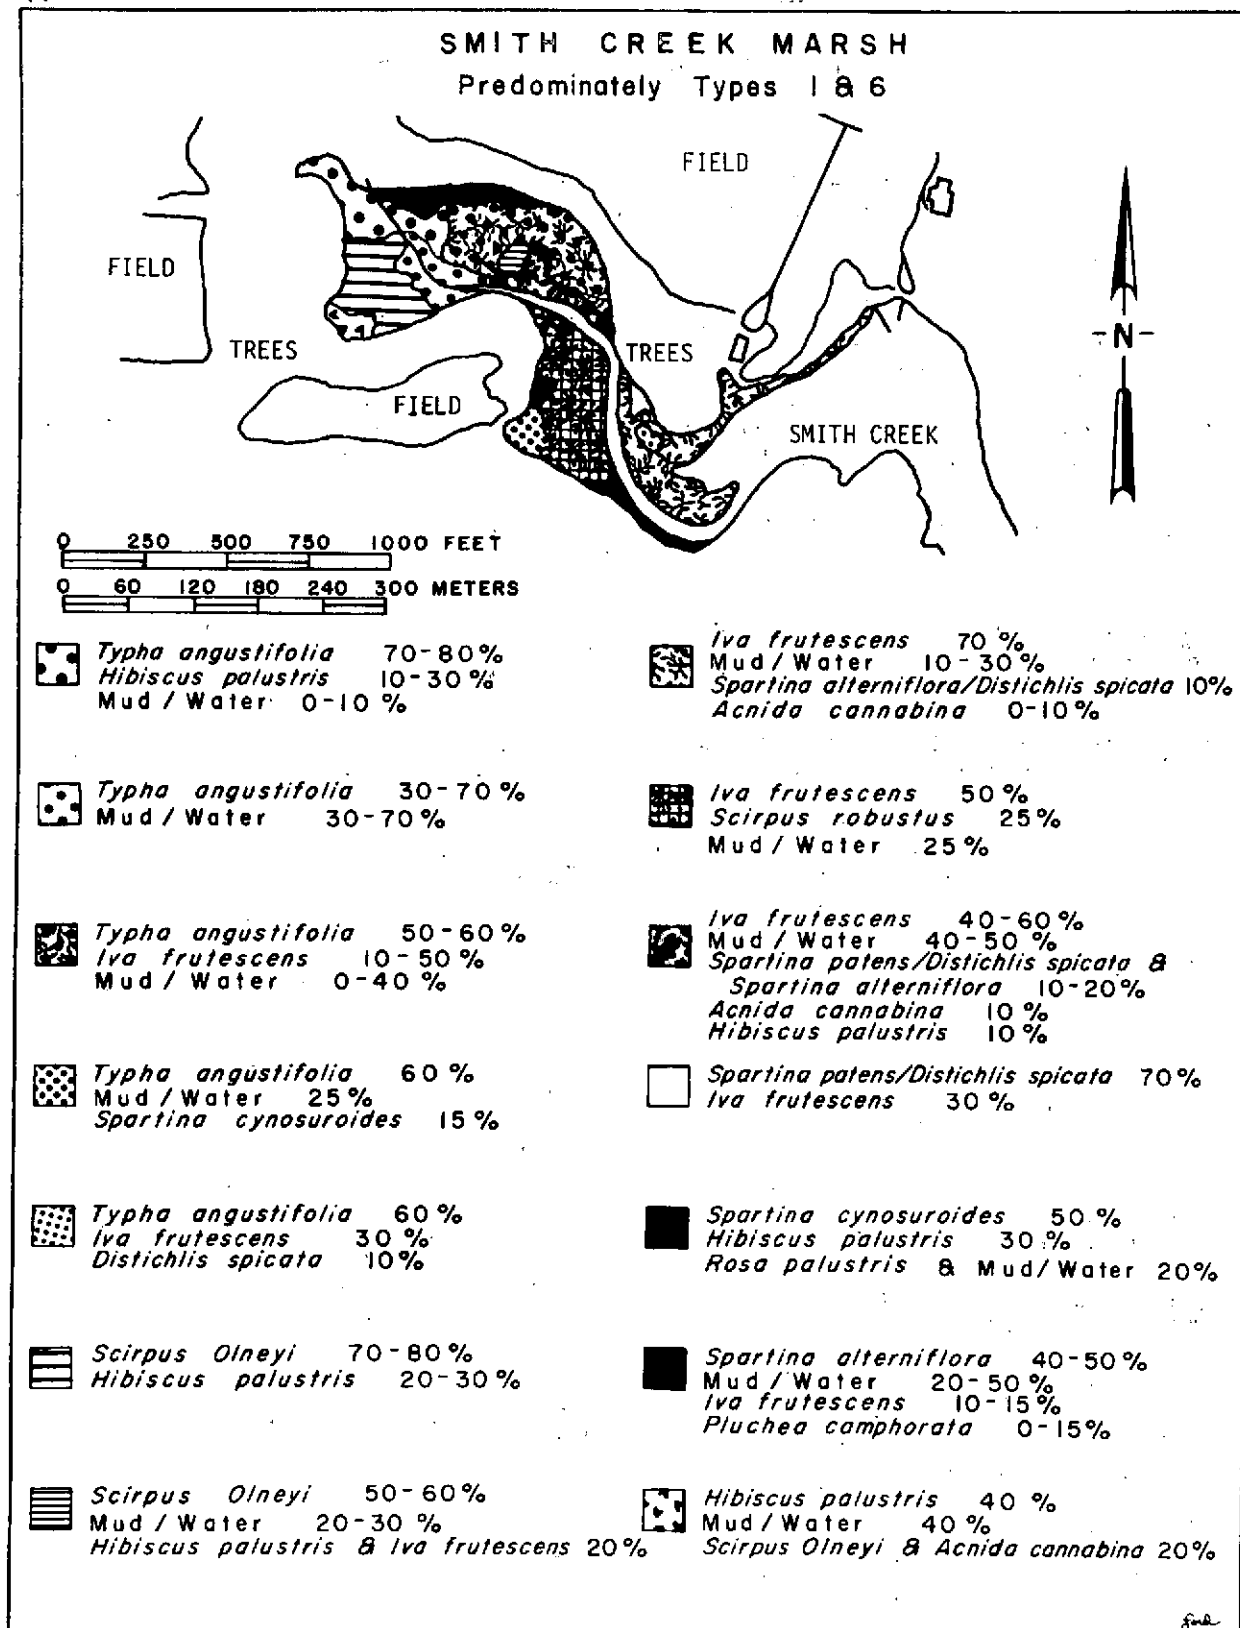 SMITH CREEK MARSH
Predominately Types 1 & 6
FIELD
FIELD
TREES
TREES
FIELD
SMITH CREEK
-N-
0 250 500 750 1000 FEET
0 60 120 180 240 300 METERS
Typha angustifolia 70-80%
Hibiscus palustris 10-30%
Mud / Water 0-10 %
Typha angustifolia 30-70 %
Mud / Water 30-70 %
Typha angustifolia 50-60%
Iva frutescens 10-50 %
Mud / Water 0-40 %
Typha angustifolia 60 %
Mud/Water 25%
Spartina cynosuroides 15%
Typha angustifolia 60%
Iva frutescens 30 %
Distichlis spicata 10%
Scirpus Olneyi 70-80%
Hibiscus palustris 20-30%
Scirpus Olneyi 50-60%
Mud / Water 20-30 %
Hibiscus palustris & Iva frutescens 20%
Iva frutescens 70 %
Mud/Water 10-30%
Spartina alterniflora/Distichlis spicata 10%
Acnida cannabina 0-10%
Iva frutescens 50 %
Scirpus robustus 25%
Mud / Water 25%
Iva frutescens 40-60%
Mud / Water 40-50 %
Spartina patens/Distichlis spicata &
Spartina alterniflora 10-20%
Acnida cannabina 10 %
Hibiscus palustris 10%
Spartina patens/Distichlis spicata 70%
Iva frutescens 30 %
Spartina cynosuroides 50 %
Hibiscus palustris 30 %
Rosa palustris & Mud/Water 20%
Spartina alterniflora 40-50%
Mud / Water 20-50%
Iva frutescens 10-15%
Pluchea camphorata 0-15%
Hibiscus palustris 40 %
Mud / Water 40%
Scirpus Olneyi & Acnida cannabina 20%